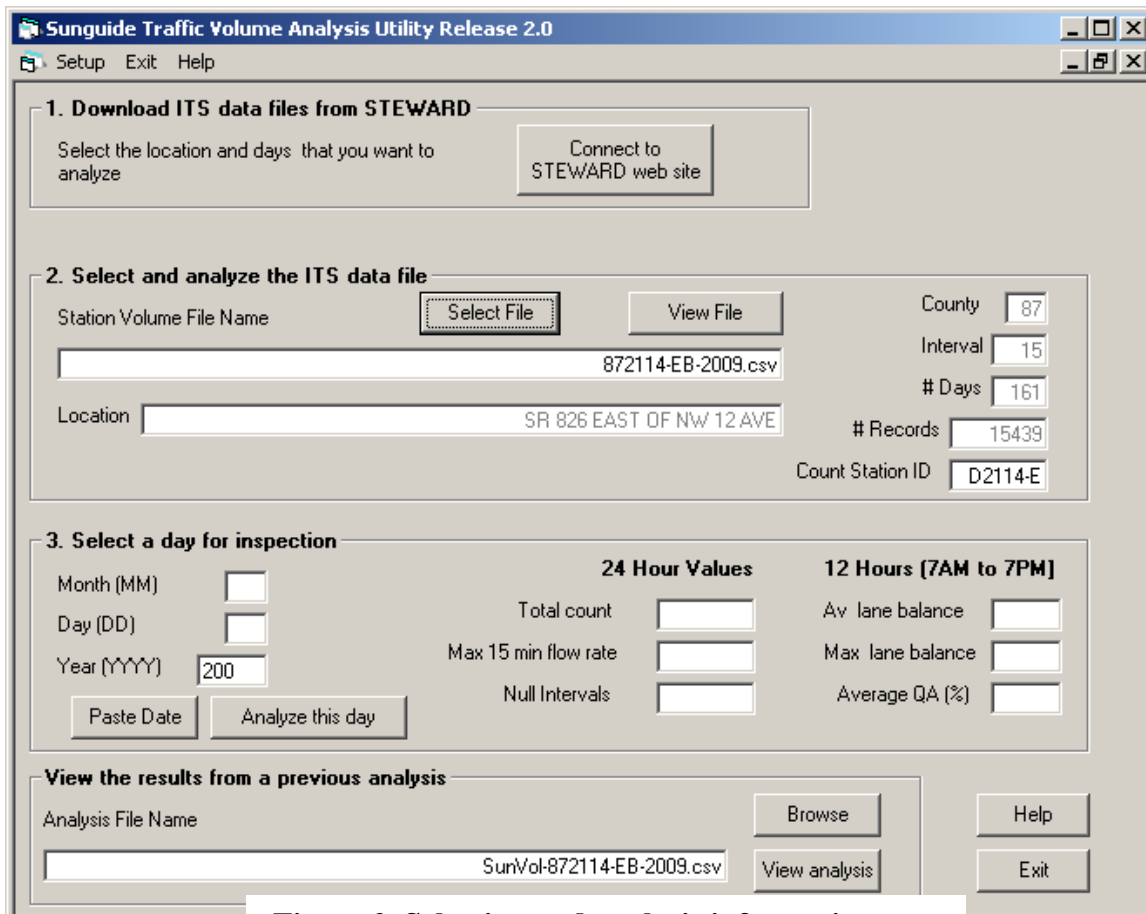 Sunguide Traffic Volume Analysis Utility Release 2.0
Setup Exit Help
1. Download ITS data files from STEWARD
Select the location and days that you want to
analyze
Connect to
STEWARD web site
2. Select and analyze the ITS data file
Station Volume File Name
Select File
View File
872114-EB-2009.csv
Location
SR 826 EAST OF NW 12 AVE
County 87
Interval 15
# Days 161
# Records 15439
Count Station ID D2114-E
3. Select a day for inspection
Month (MM)
Day (DD)
Year (YYYY) 200
Paste Date
Analyze this day
24 Hour Values
Total count
Max 15 min flow rate
Null Intervals
12 Hours (7AM to 7PM]
Av lane balance
Max lane balance
Average QA (%)
View the results from a previous analysis
Analysis File Name
Browse
SunVol-872114-EB-2009.csv
View analysis
Help
Exit